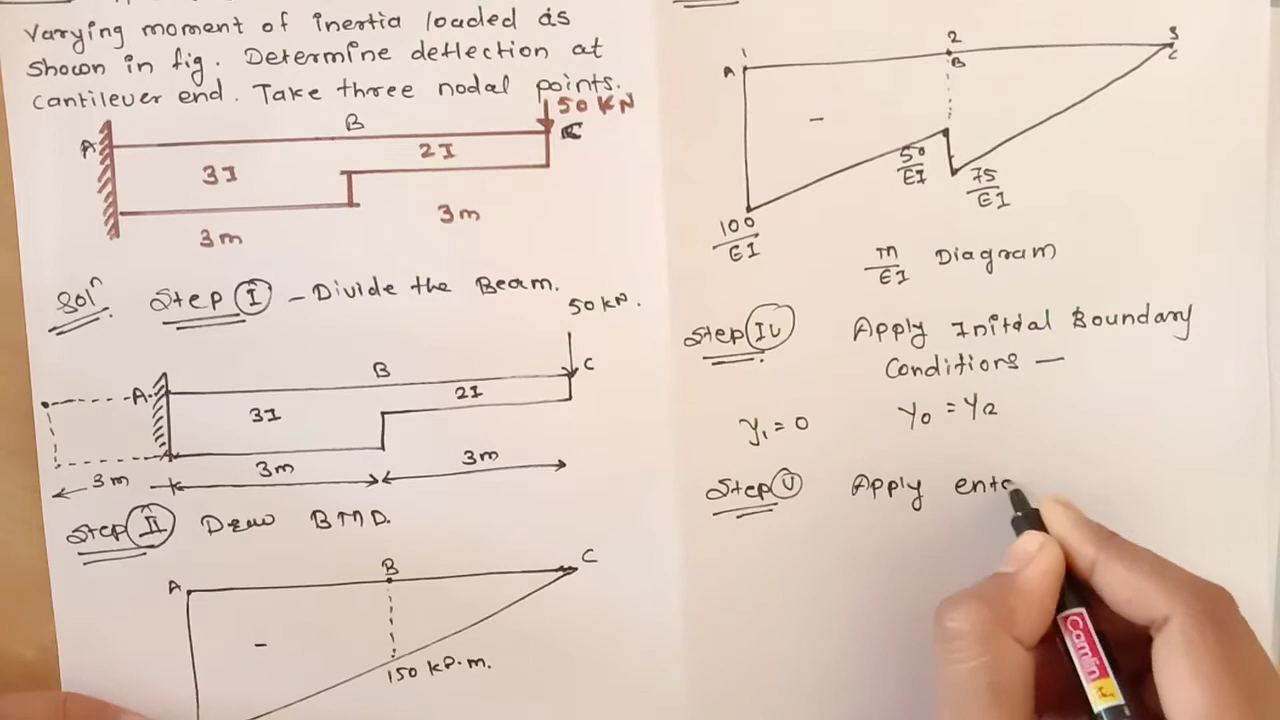 Varying moment of inertia loaded as
shown in fig. Determine deflection at
cantilever end. Take three nodal points.
50 KN
A
B
C
3I
2I
3m
3m
Solⁿ. Step I - Divide the Beam.
50 kN.
A
B
C
3I
2I
3m
3m
3m
Step II Draw BMD.
A
B
C
-
150 kN.m.
1
2
3
A
B
C
-
50/EI
75/EI
100/EI
M/EI Diagram
Step IV Apply Initial Boundary
Conditions —
y₁ = 0 y₀ = y₂
Step V Apply
Camlin